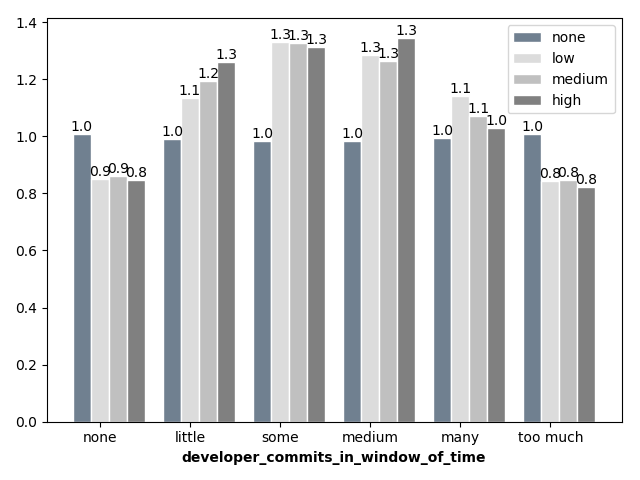 1.4
1.2
1.0
0.8
0.6
0.4
0.2
0.0
1.0 0.9 0.9 0.8
1.0 1.1 1.2 1.3
1.0 1.3 1.3 1.3
1.0 1.3 1.3 1.3
1.0 1.1 1.1 1.0
1.0 0.8 0.8 0.8
none
low
medium
high
none little some medium many too much
developer_commits_in_window_of_time